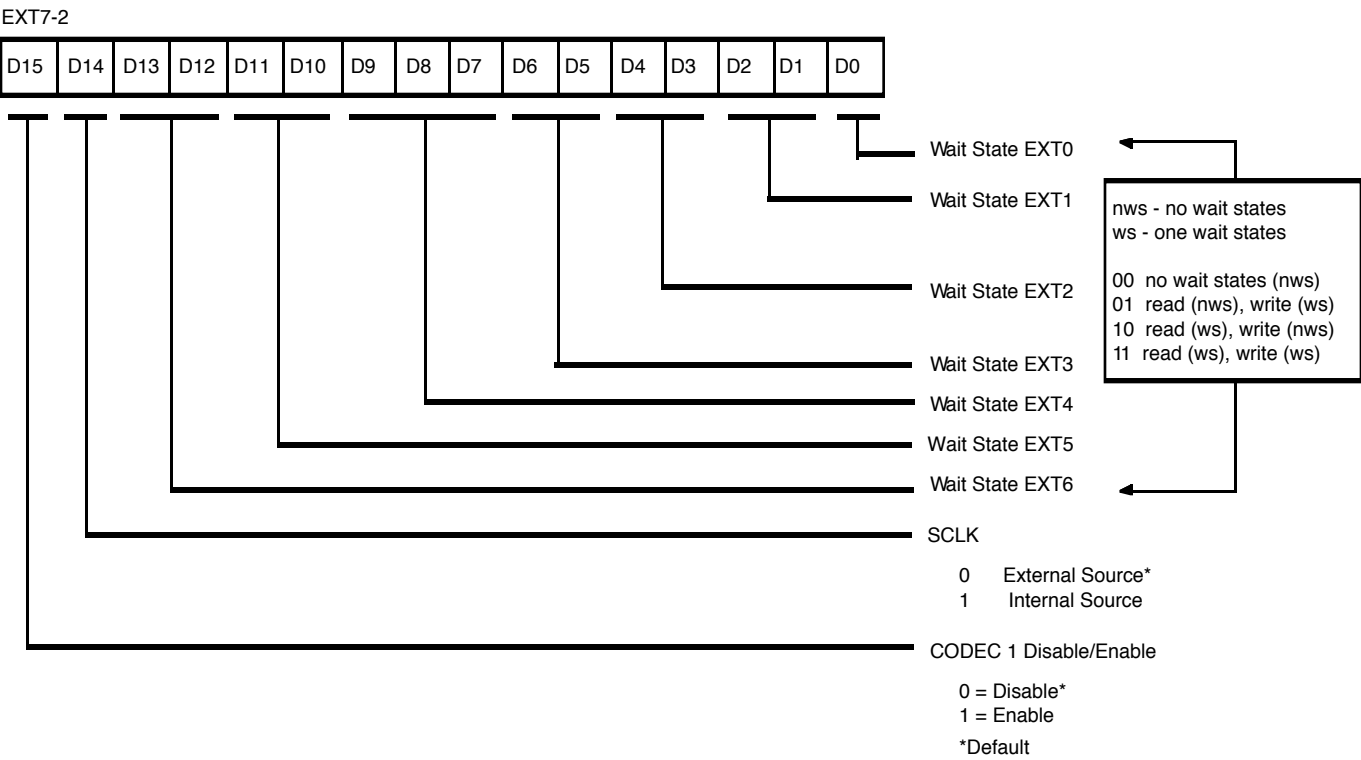 EXT7-2
D15 D14 D13 D12 D11 D10 D9 D8 D7 D6 D5 D4 D3 D2 D1 D0
Wait State EXT0
Wait State EXT1
nws - no wait states
ws - one wait states
00 no wait states (nws)
01 read (nws), write (ws)
10 read (ws), write (nws)
11 read (ws), write (ws)
Wait State EXT2
Wait State EXT3
Wait State EXT4
Wait State EXT5
Wait State EXT6
SCLK
0 External Source*
1 Internal Source
CODEC 1 Disable/Enable
0 = Disable*
1 = Enable
*Default